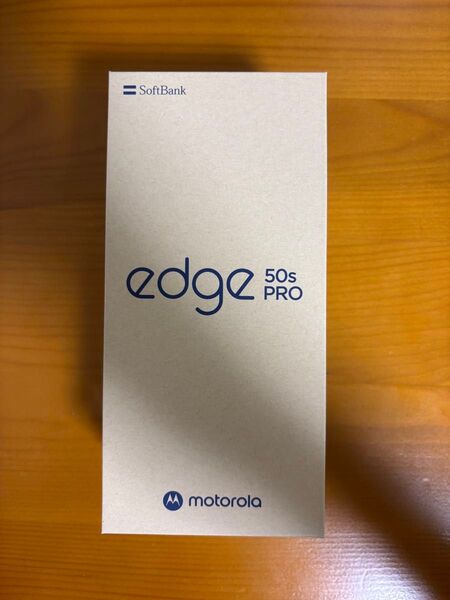 SoftBank
edge 50s
PRO
motorola